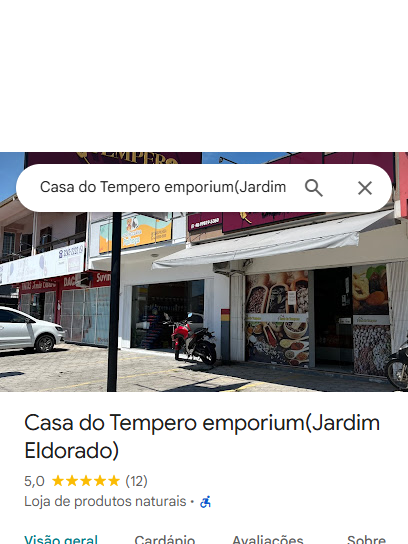 TEMPERO
Casa do Tempero emporium(Jardim
Casa do Tempero emporium(Jardim
Eldorado)
5,0 ★★★★★ (12)
Loja de produtos naturais •
Visão geral
Cardápio
Avaliações
Sobre